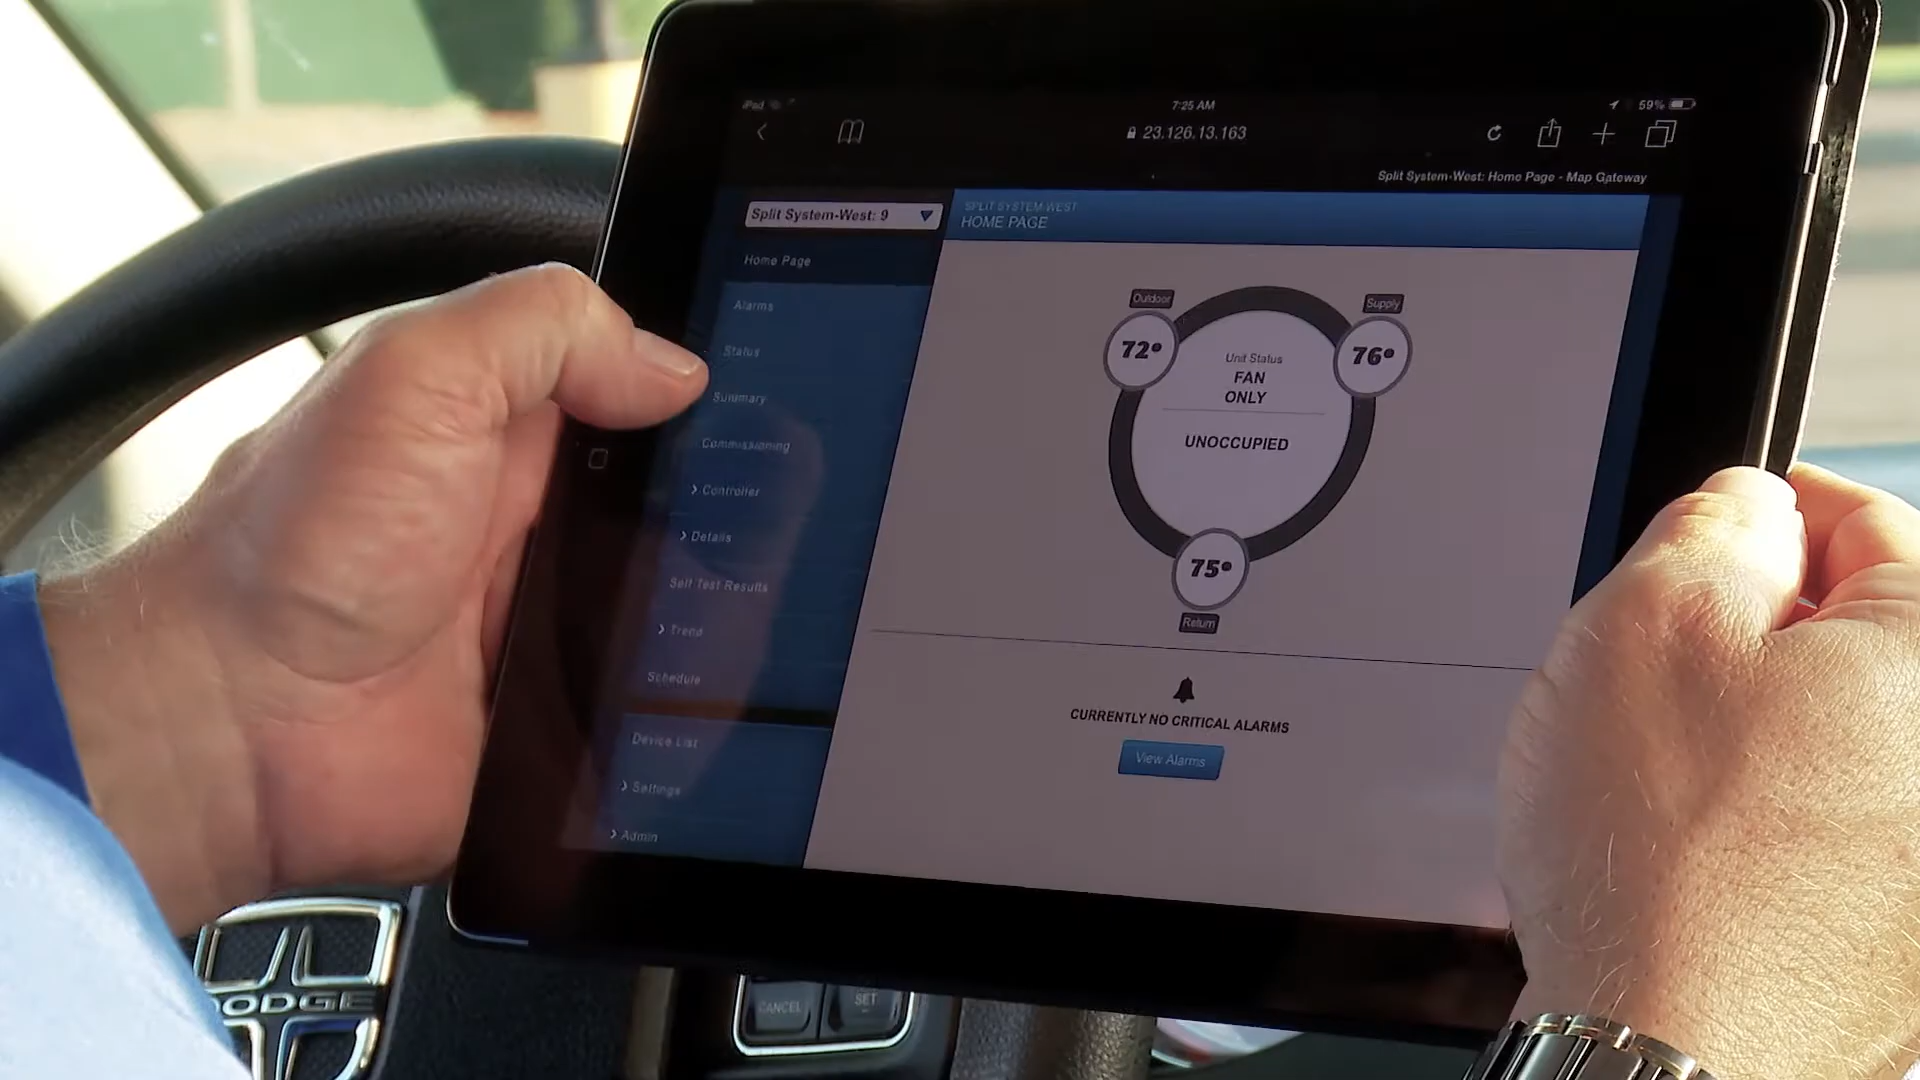 iPad
7:25 AM
59%
23.126.13.163
Split System-West: Home Page - Map Gateway
Split System-West: 9
SPLIT SYSTEM-WEST
HOME PAGE
Home Page
Alarms
Status
Summary
Commissioning
Controller
Details
Self Test Results
Trend
Schedule
Device List
Settings
Admin
Outdoor
72°
Supply
76°
Unit Status
FAN
ONLY
UNOCCUPIED
75°
Return
CURRENTLY NO CRITICAL ALARMS
View Alarms
DODGE
CANCEL
SET